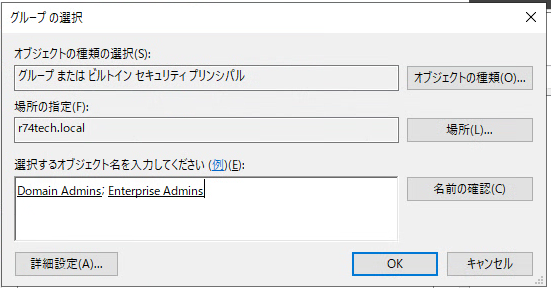 グループ の選択
オブジェクトの種類の選択(S):
グループ または ビルトイン セキュリティ プリンシパル
オブジェクトの種類(O)...
場所の指定(F):
r74tech.local
場所(L)...
選択するオブジェクト名を入力してください (例)(E):
Domain Admins; Enterprise Admins
名前の確認(C)
詳細設定(A)...
OK
キャンセル